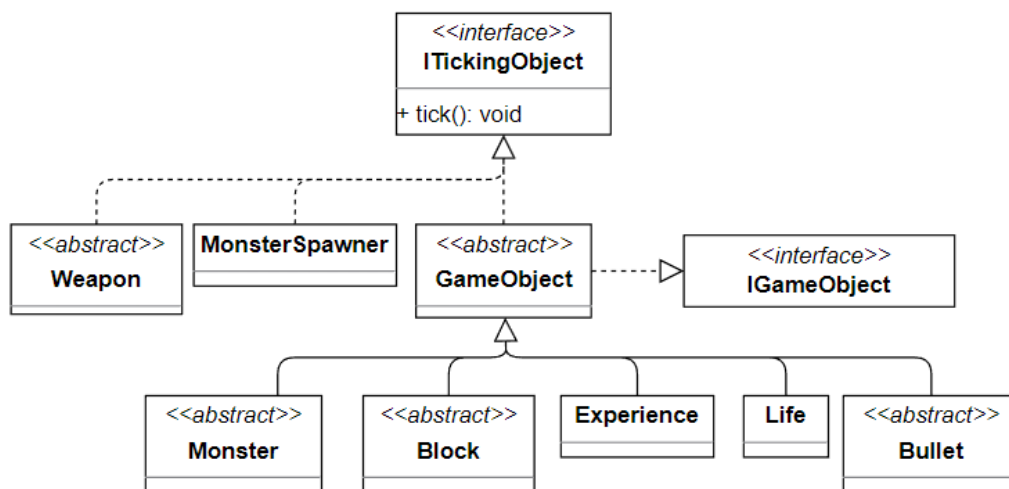 <<interface>>
ITickingObject
+ tick(): void
<<abstract>>
Weapon
MonsterSpawner
<<abstract>>
GameObject
<<interface>>
IGameObject
<<abstract>>
Monster
<<abstract>>
Block
Experience
Life
<<abstract>>
Bullet